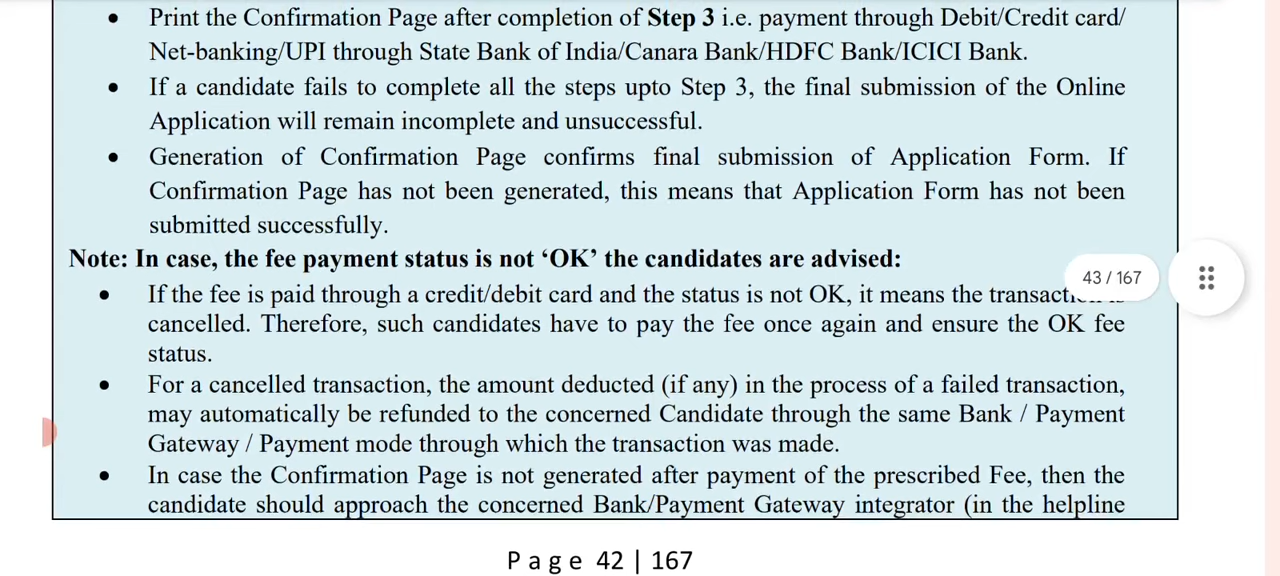 • Print the Confirmation Page after completion of Step 3 i.e. payment through Debit/Credit card/
Net-banking/UPI through State Bank of India/Canara Bank/HDFC Bank/ICICI Bank.
• If a candidate fails to complete all the steps upto Step 3, the final submission of the Online
Application will remain incomplete and unsuccessful.
• Generation of Confirmation Page confirms final submission of Application Form. If
Confirmation Page has not been generated, this means that Application Form has not been
submitted successfully.
Note: In case, the fee payment status is not ‘OK’ the candidates are advised:
43 / 167
• If the fee is paid through a credit/debit card and the status is not OK, it means the
cancelled. Therefore, such candidates have to pay the fee once again and ensure the OK fee
status.
• For a cancelled transaction, the amount deducted (if any) in the process of a failed transaction,
may automatically be refunded to the concerned Candidate through the same Bank / Payment
Gateway / Payment mode through which the transaction was made.
• In case the Confirmation Page is not generated after payment of the prescribed Fee, then the
candidate should approach the concerned Bank/Payment Gateway integrator (in the helpline
Page 42 | 167